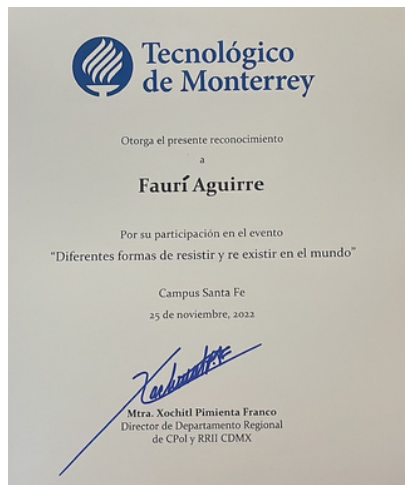 Tecnológico
de Monterrey
Otorga el presente reconocimiento
a
Faurí Aguirre
Por su participación en el evento
"Diferentes formas de resistir y re existir en el mundo"
Campus Santa Fe
25 de noviembre, 2022
Mtra. Xochitl Pimienta Franco
Director de Departamento Regional
de CPol y RRII CDMX